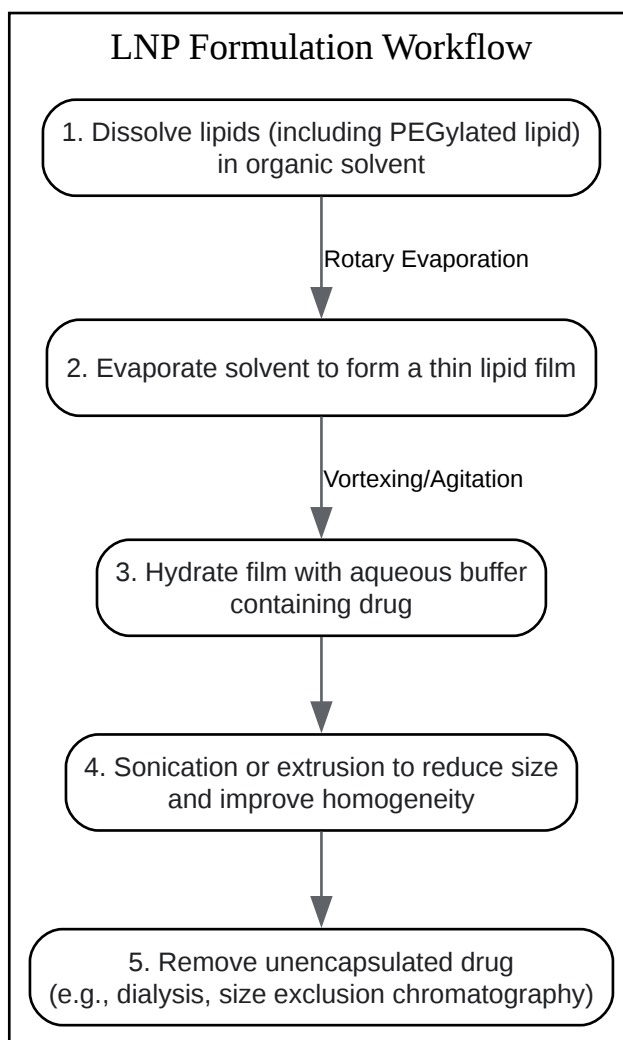 LNP Formulation Workflow
1. Dissolve lipids (including PEGylated lipid)
in organic solvent
Rotary Evaporation
2. Evaporate solvent to form a thin lipid film
Vortexing/Agitation
3. Hydrate film with aqueous buffer
containing drug
4. Sonication or extrusion to reduce size
and improve homogeneity
5. Remove unencapsulated drug
(e.g., dialysis, size exclusion chromatography)